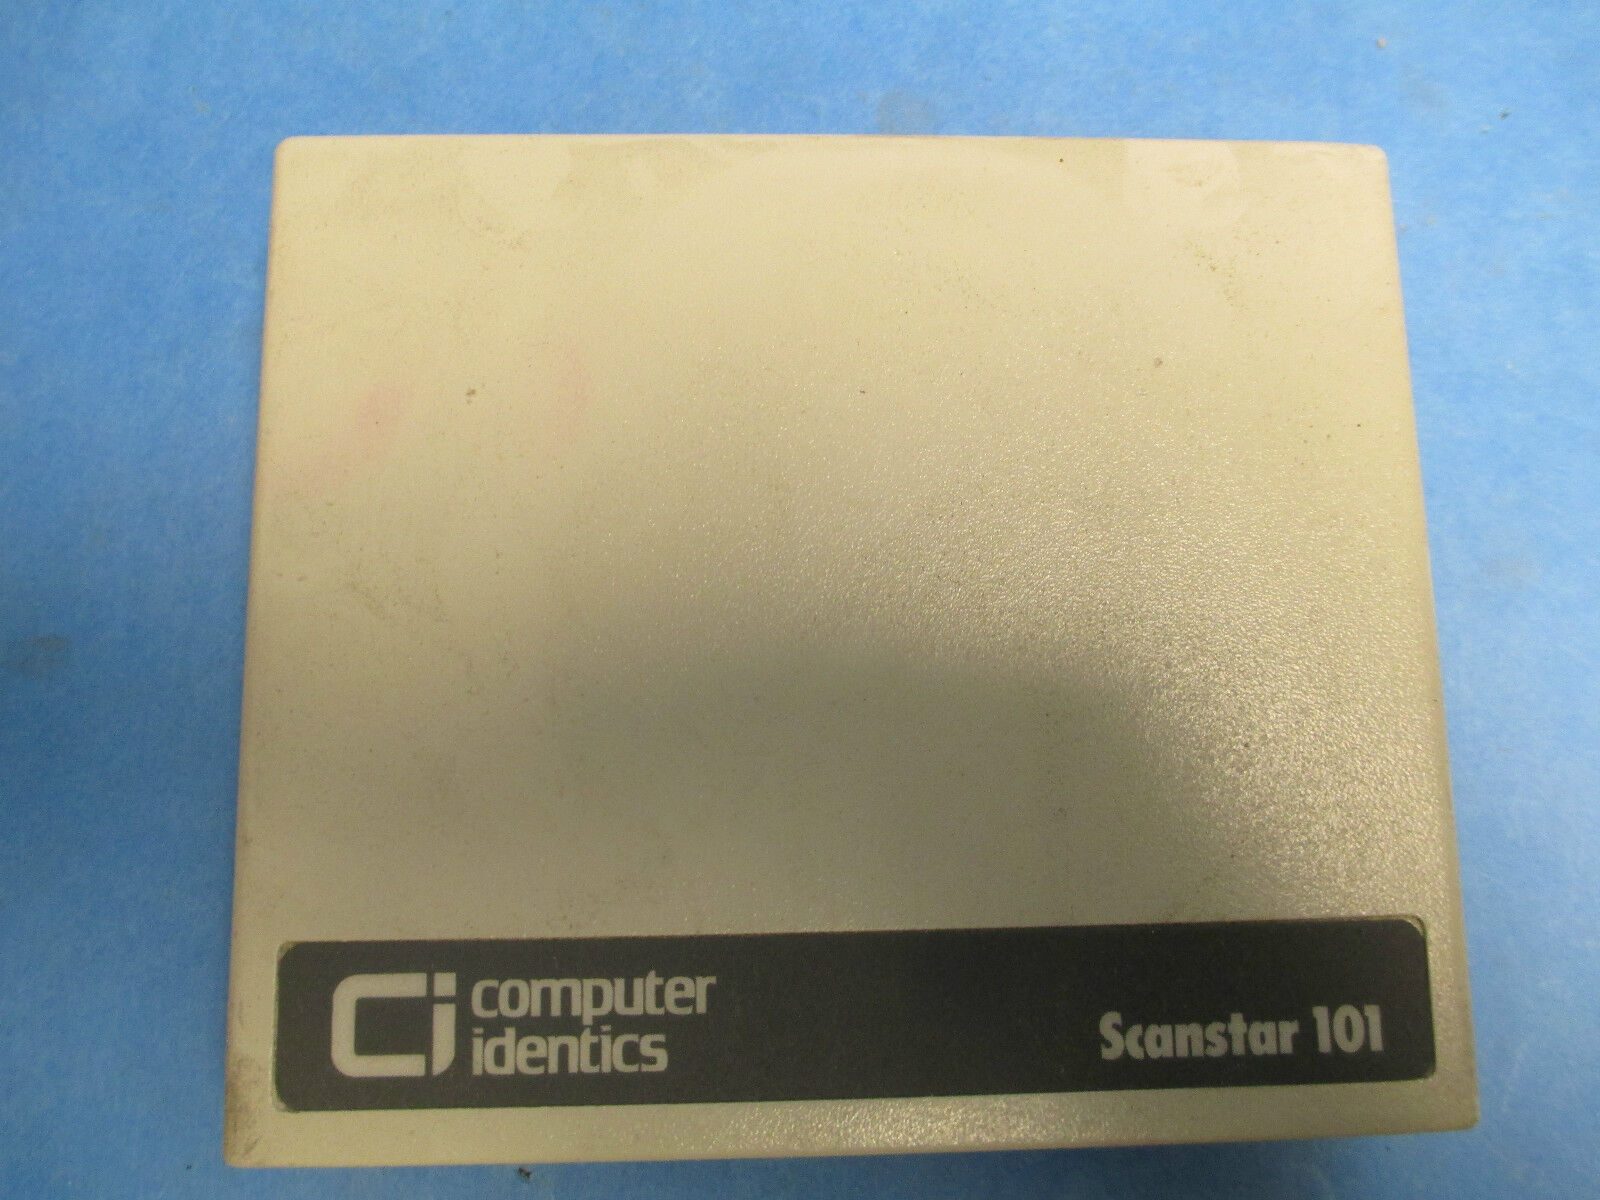 Ci computer
identics
Scanstar 101